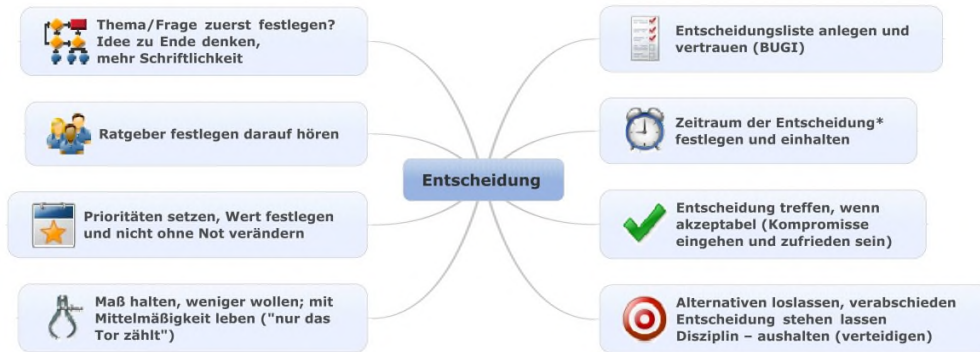 Thema/Frage zuerst festlegen?
Idee zu Ende denken,
mehr Schriftlichkeit
Ratgeber festlegen darauf hören
Prioritäten setzen, Wert festlegen
und nicht ohne Not verändern
Maß halten, weniger wollen; mit
Mittelmäßigkeit leben ("nur das
Tor zählt")
Entscheidung
Entscheidungsliste anlegen und
vertrauen (BUGI)
Zeitraum der Entscheidung*
festlegen und einhalten
Entscheidung treffen, wenn
akzeptabel (Kompromisse
eingehen und zufrieden sein)
Alternativen loslassen, verabschieden
Entscheidung stehen lassen
Disziplin – aushalten (verteidigen)